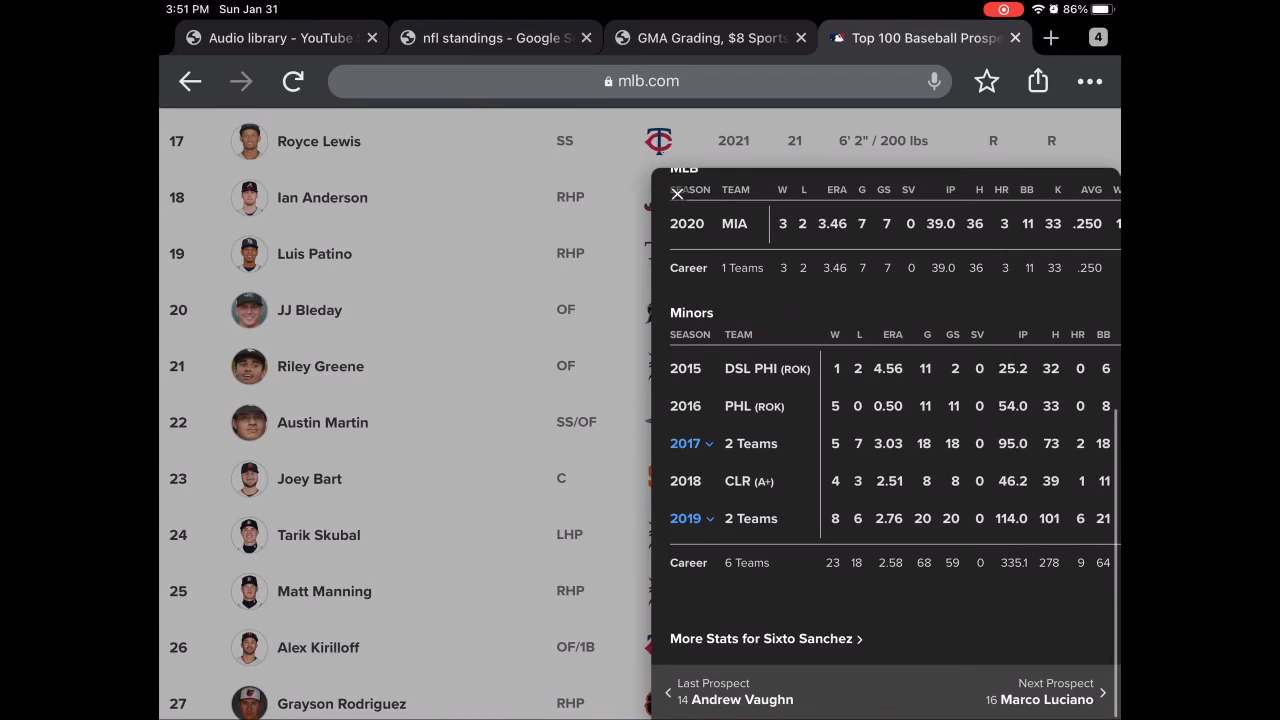 3:51 PM Sun Jan 31
86%
Audio library - YouTube
nfl standings - Google S
GMA Grading, $8 Sport
Top 100 Baseball Prospe
4
mlb.com
17 Royce Lewis SS 2021 21 6' 2" / 200 lbs R R
18 Ian Anderson RHP
19 Luis Patino RHP
20 JJ Bleday OF
21 Riley Greene OF
22 Austin Martin SS/OF
23 Joey Bart C
24 Tarik Skubal LHP
25 Matt Manning RHP
26 Alex Kirilloff OF/1B
27 Grayson Rodriguez RHP
MLB
SEASON TEAM W L ERA G GS SV IP H HR BB K AVG W
2020 MIA 3 2 3.46 7 7 0 39.0 36 3 11 33 .250 1
Career 1 Teams 3 2 3.46 7 7 0 39.0 36 3 11 33 .250
Minors
SEASON TEAM W L ERA G GS SV IP H HR BB
2015 DSL PHI (ROK) 1 2 4.56 11 2 0 25.2 32 0 6
2016 PHL (ROK) 5 0 0.50 11 11 0 54.0 33 0 8
2017 2 Teams 5 7 3.03 18 18 0 95.0 73 2 18
2018 CLR (A+) 4 3 2.51 8 8 0 46.2 39 1 11
2019 2 Teams 8 6 2.76 20 20 0 114.0 101 6 21
Career 6 Teams 23 18 2.58 68 59 0 335.1 278 9 64
More Stats for Sixto Sanchez
Last Prospect
14 Andrew Vaughn
Next Prospect
16 Marco Luciano